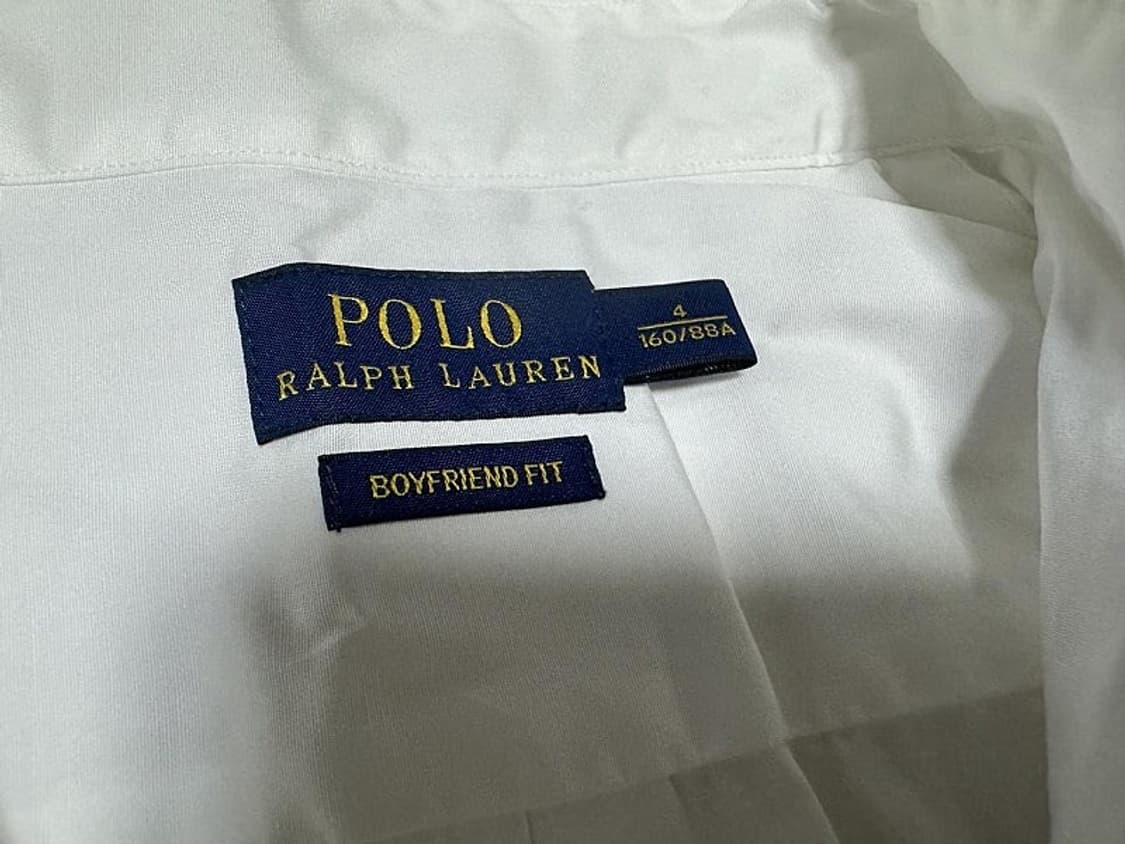 POLO
RALPH LAUREN
4
160/88A
BOYFRIEND FIT